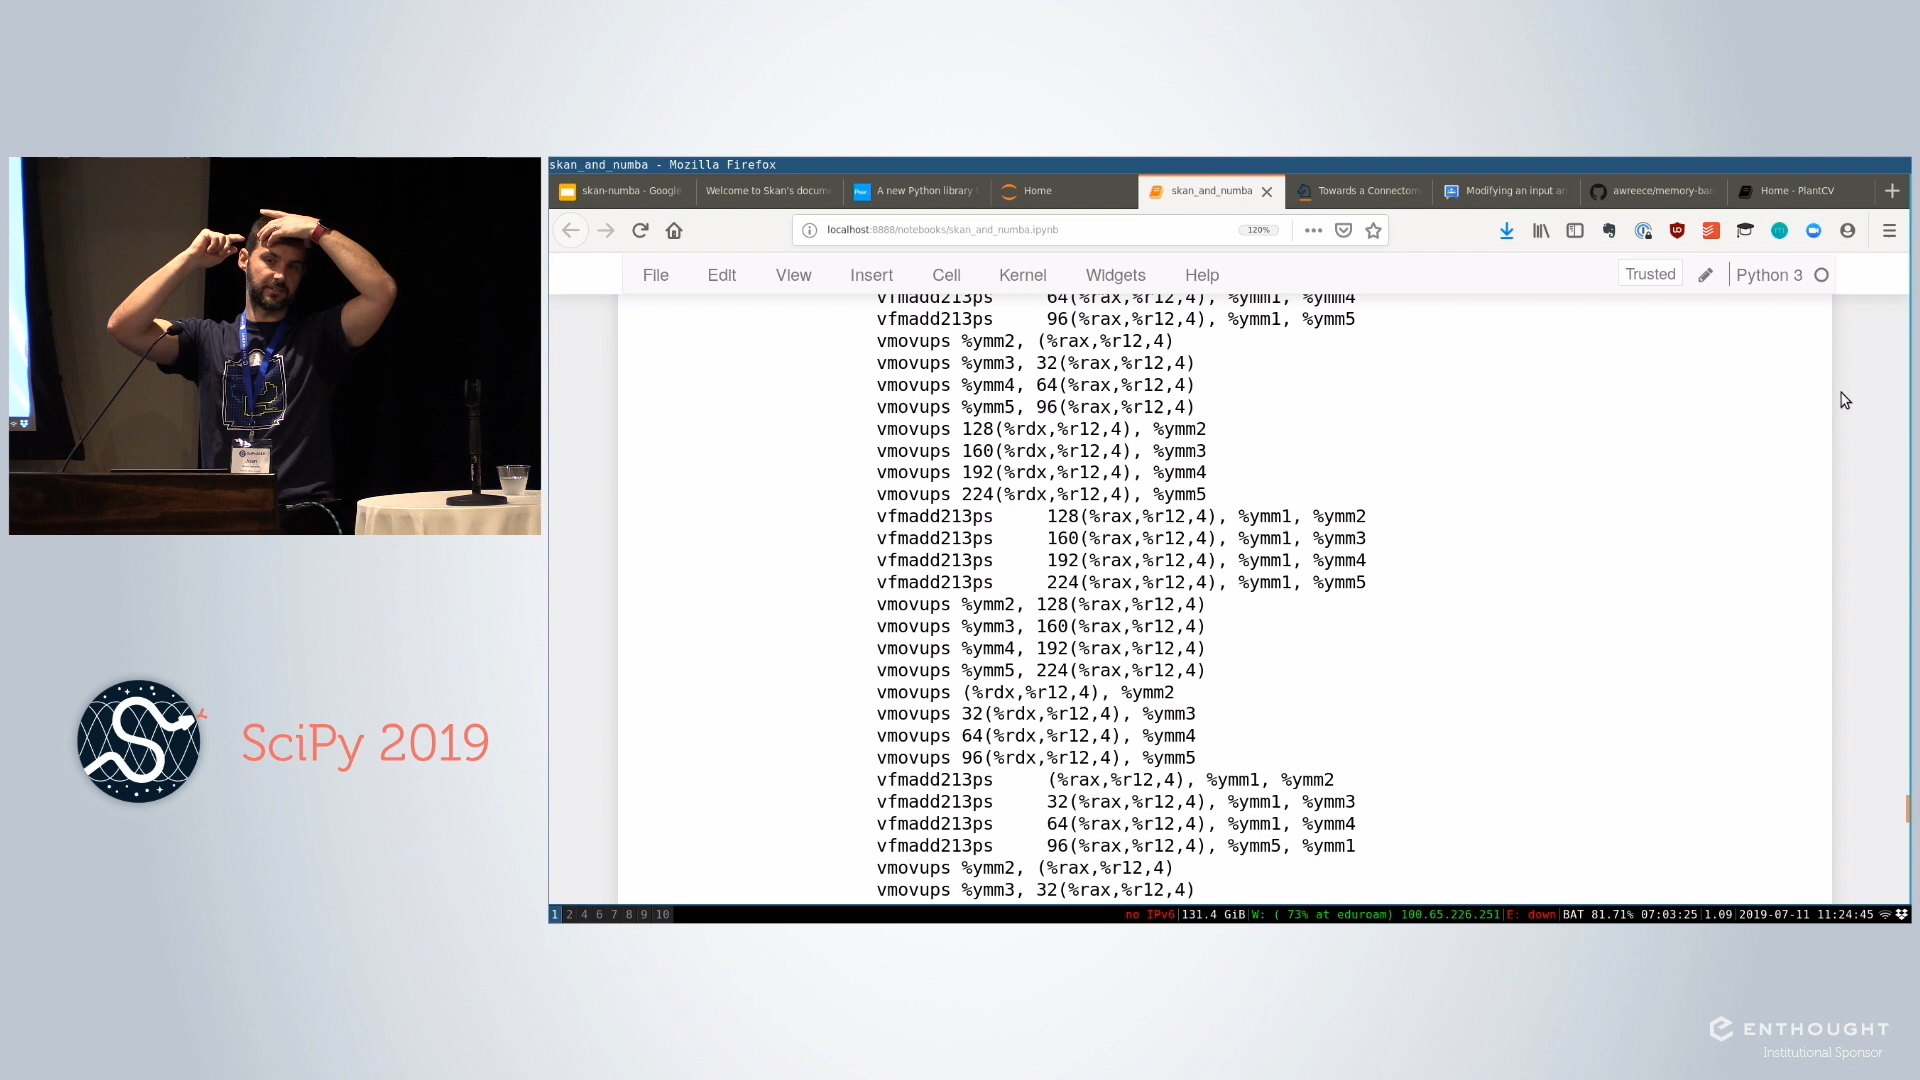 skan_and_numba - Mozilla Firefox
skan-numba - Google
Welcome to Skan's docum
Peer
A new Python library
Home
skan_and_numba
Towards a Connectom
Modifying an input ar
awreece/memory-ban
Home - PlantCV
localhost:8888/notebooks/skan_and_numba.ipynb
120%
File Edit View Insert Cell Kernel Widgets Help
Trusted
Python 3
vfmadd213ps 64(%rax,%r12,4), %ymm1, %ymm4
vfmadd213ps 96(%rax,%r12,4), %ymm1, %ymm5
vmovups %ymm2, (%rax,%r12,4)
vmovups %ymm3, 32(%rax,%r12,4)
vmovups %ymm4, 64(%rax,%r12,4)
vmovups %ymm5, 96(%rax,%r12,4)
vmovups 128(%rdx,%r12,4), %ymm2
vmovups 160(%rdx,%r12,4), %ymm3
vmovups 192(%rdx,%r12,4), %ymm4
vmovups 224(%rdx,%r12,4), %ymm5
vfmadd213ps 128(%rax,%r12,4), %ymm1, %ymm2
vfmadd213ps 160(%rax,%r12,4), %ymm1, %ymm3
vfmadd213ps 192(%rax,%r12,4), %ymm1, %ymm4
vfmadd213ps 224(%rax,%r12,4), %ymm1, %ymm5
vmovups %ymm2, 128(%rax,%r12,4)
vmovups %ymm3, 160(%rax,%r12,4)
vmovups %ymm4, 192(%rax,%r12,4)
vmovups %ymm5, 224(%rax,%r12,4)
vmovups (%rdx,%r12,4), %ymm2
vmovups 32(%rdx,%r12,4), %ymm3
vmovups 64(%rdx,%r12,4), %ymm4
vmovups 96(%rdx,%r12,4), %ymm5
vfmadd213ps (%rax,%r12,4), %ymm1, %ymm2
vfmadd213ps 32(%rax,%r12,4), %ymm1, %ymm3
vfmadd213ps 64(%rax,%r12,4), %ymm1, %ymm4
vfmadd213ps 96(%rax,%r12,4), %ymm5, %ymm1
vmovups %ymm2, (%rax,%r12,4)
vmovups %ymm3, 32(%rax,%r12,4)
1 2 4 6 7 8 9 10
no IPv6|131.4 GiB|W: ( 73% at eduroam) 100.65.226.251|E: down|BAT 81.71% 07:03:25|1.09|2019-07-11 11:24:45
SciPy 2019
ENTHOUGHT
Institutional Sponsor